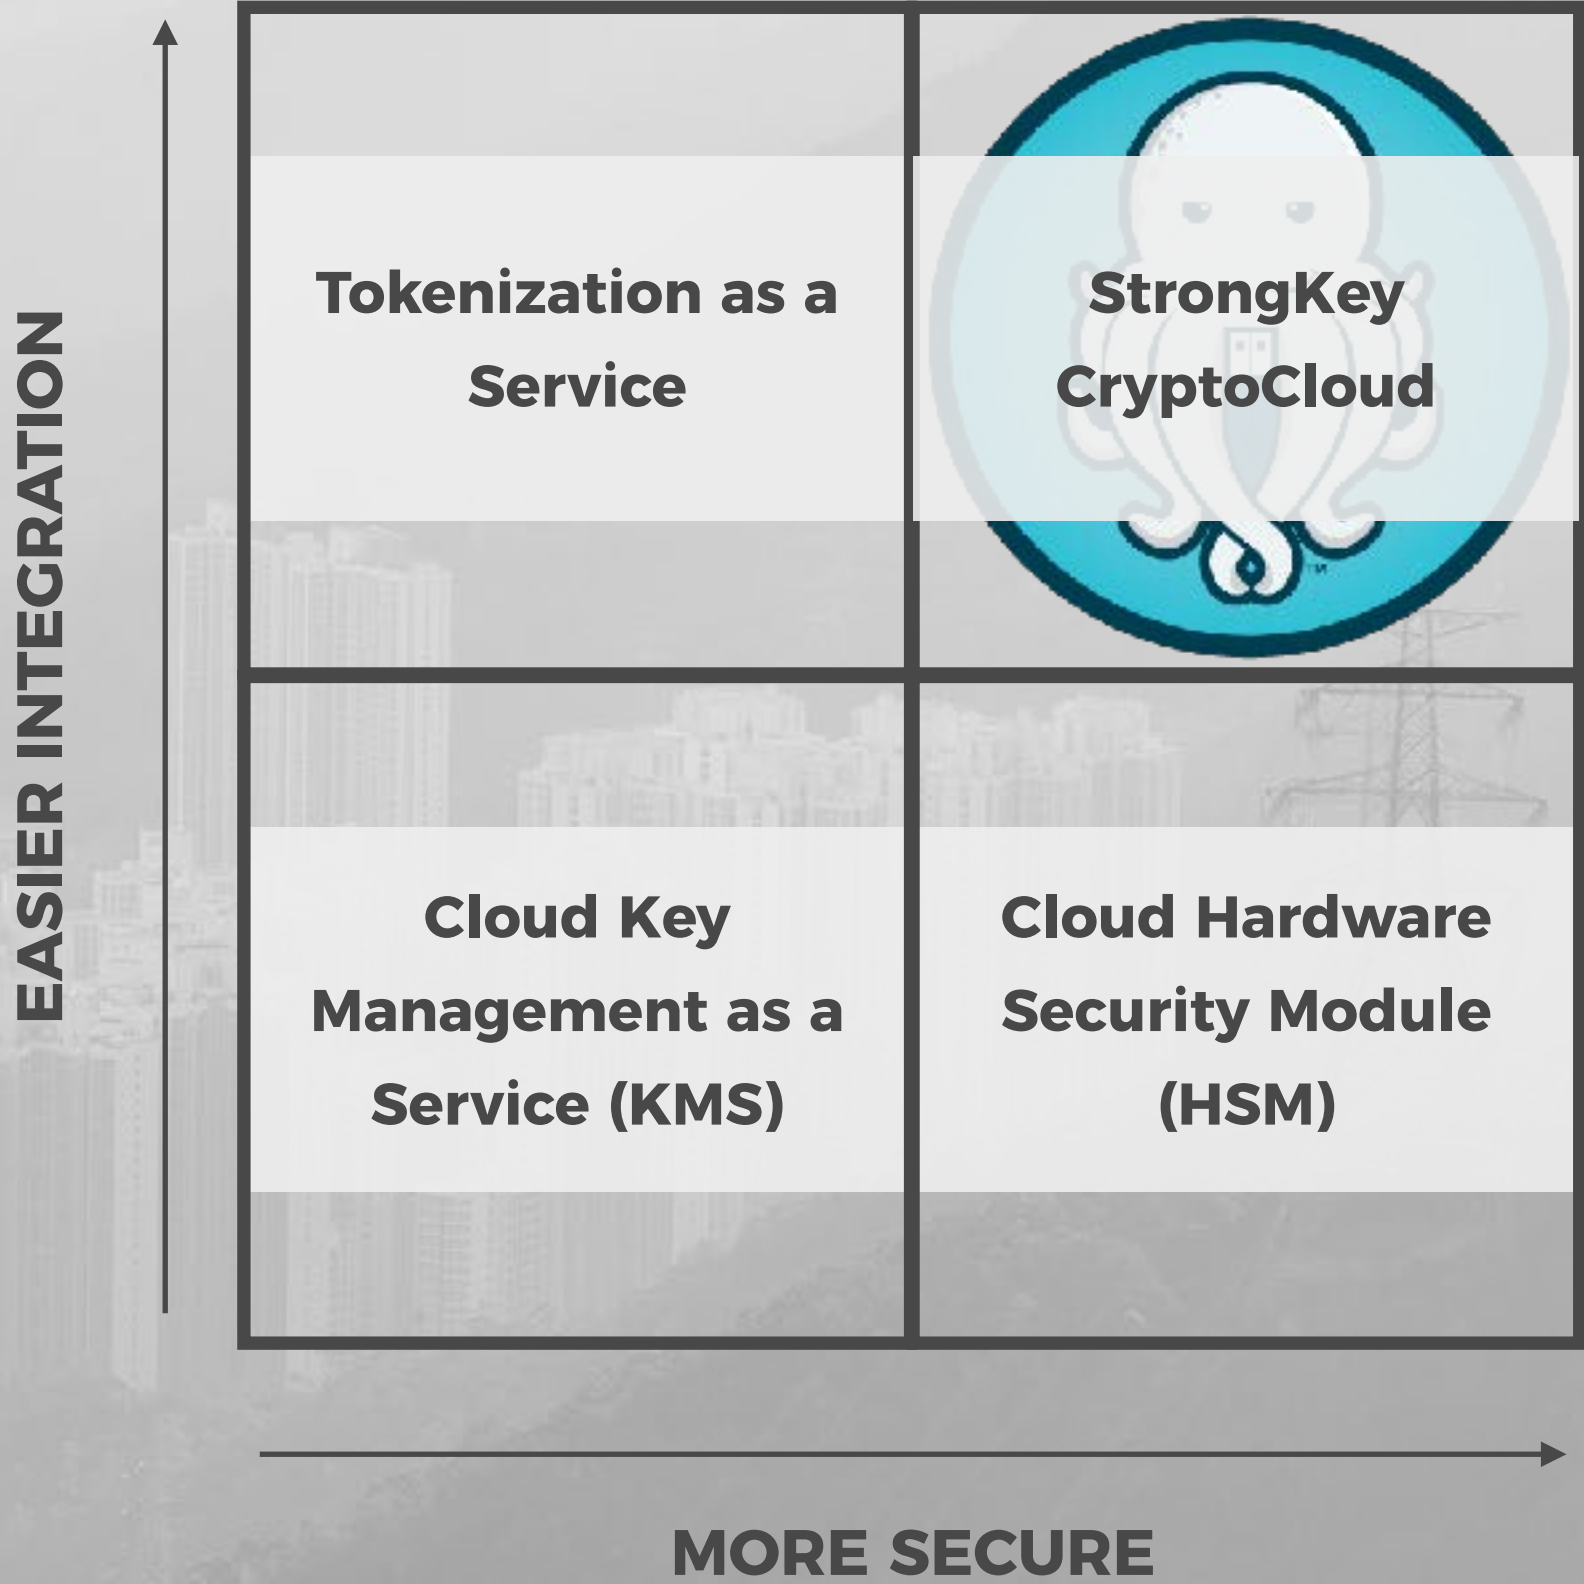 EASIER INTEGRATION
Tokenization as a
Service
StrongKey
CryptoCloud
TM
Cloud Key
Management as a
Service (KMS)
Cloud Hardware
Security Module
(HSM)
MORE SECURE